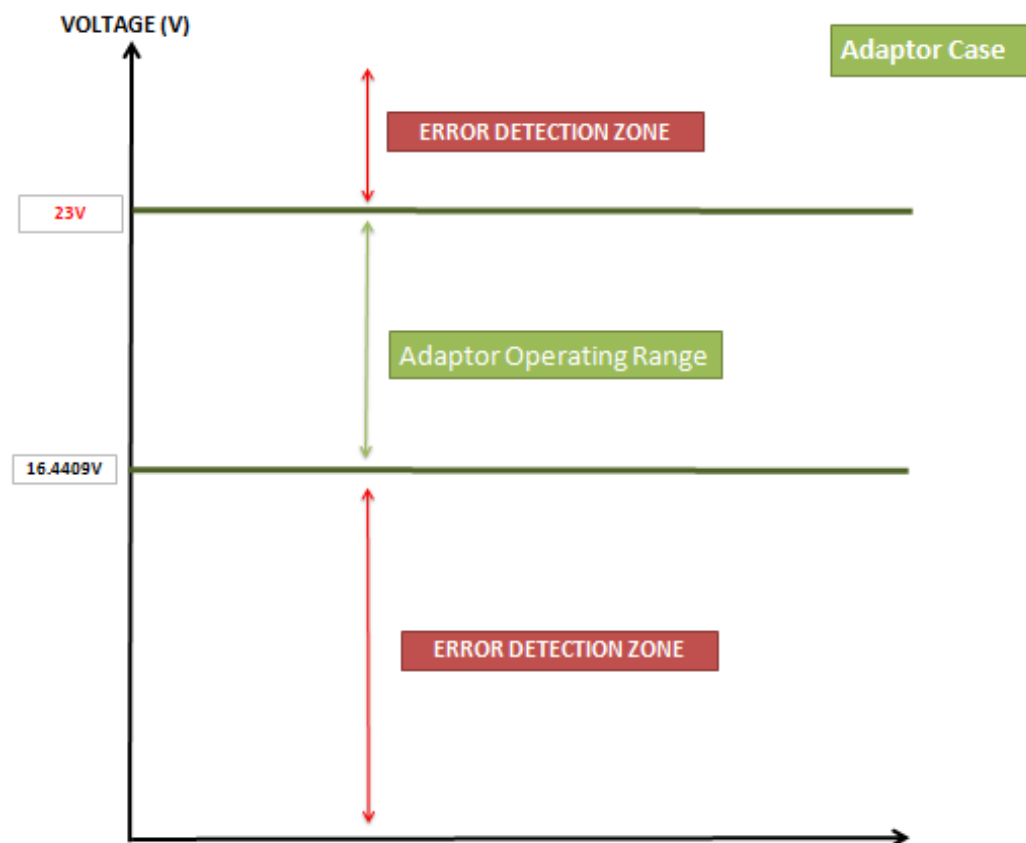 VOLTAGE (V)
Adaptor Case
ERROR DETECTION ZONE
23V
Adaptor Operating Range
16.4409V
ERROR DETECTION ZONE